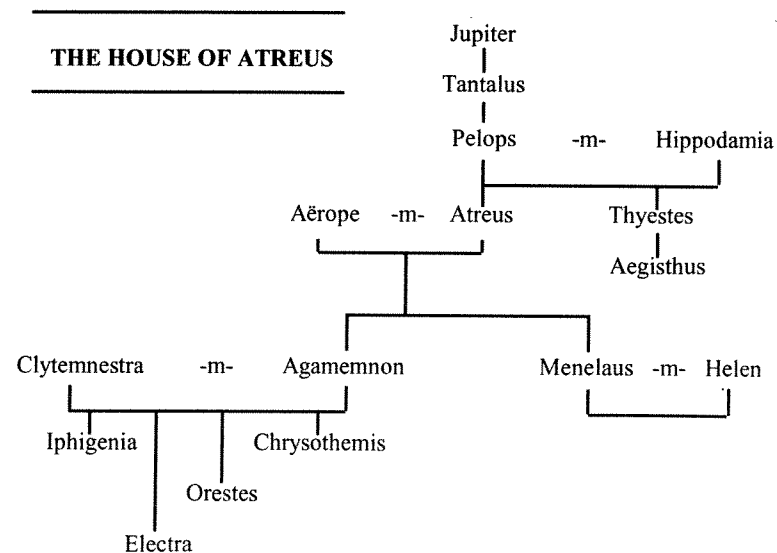 Jupiter
THE HOUSE OF ATREUS
Tantalus
Pelops -m- Hippodamia
Aërope -m- Atreus Thyestes
Aegisthus
Clytemnestra -m- Agamemnon Menelaus -m- Helen
Iphigenia Chrysothemis
Orestes
Electra